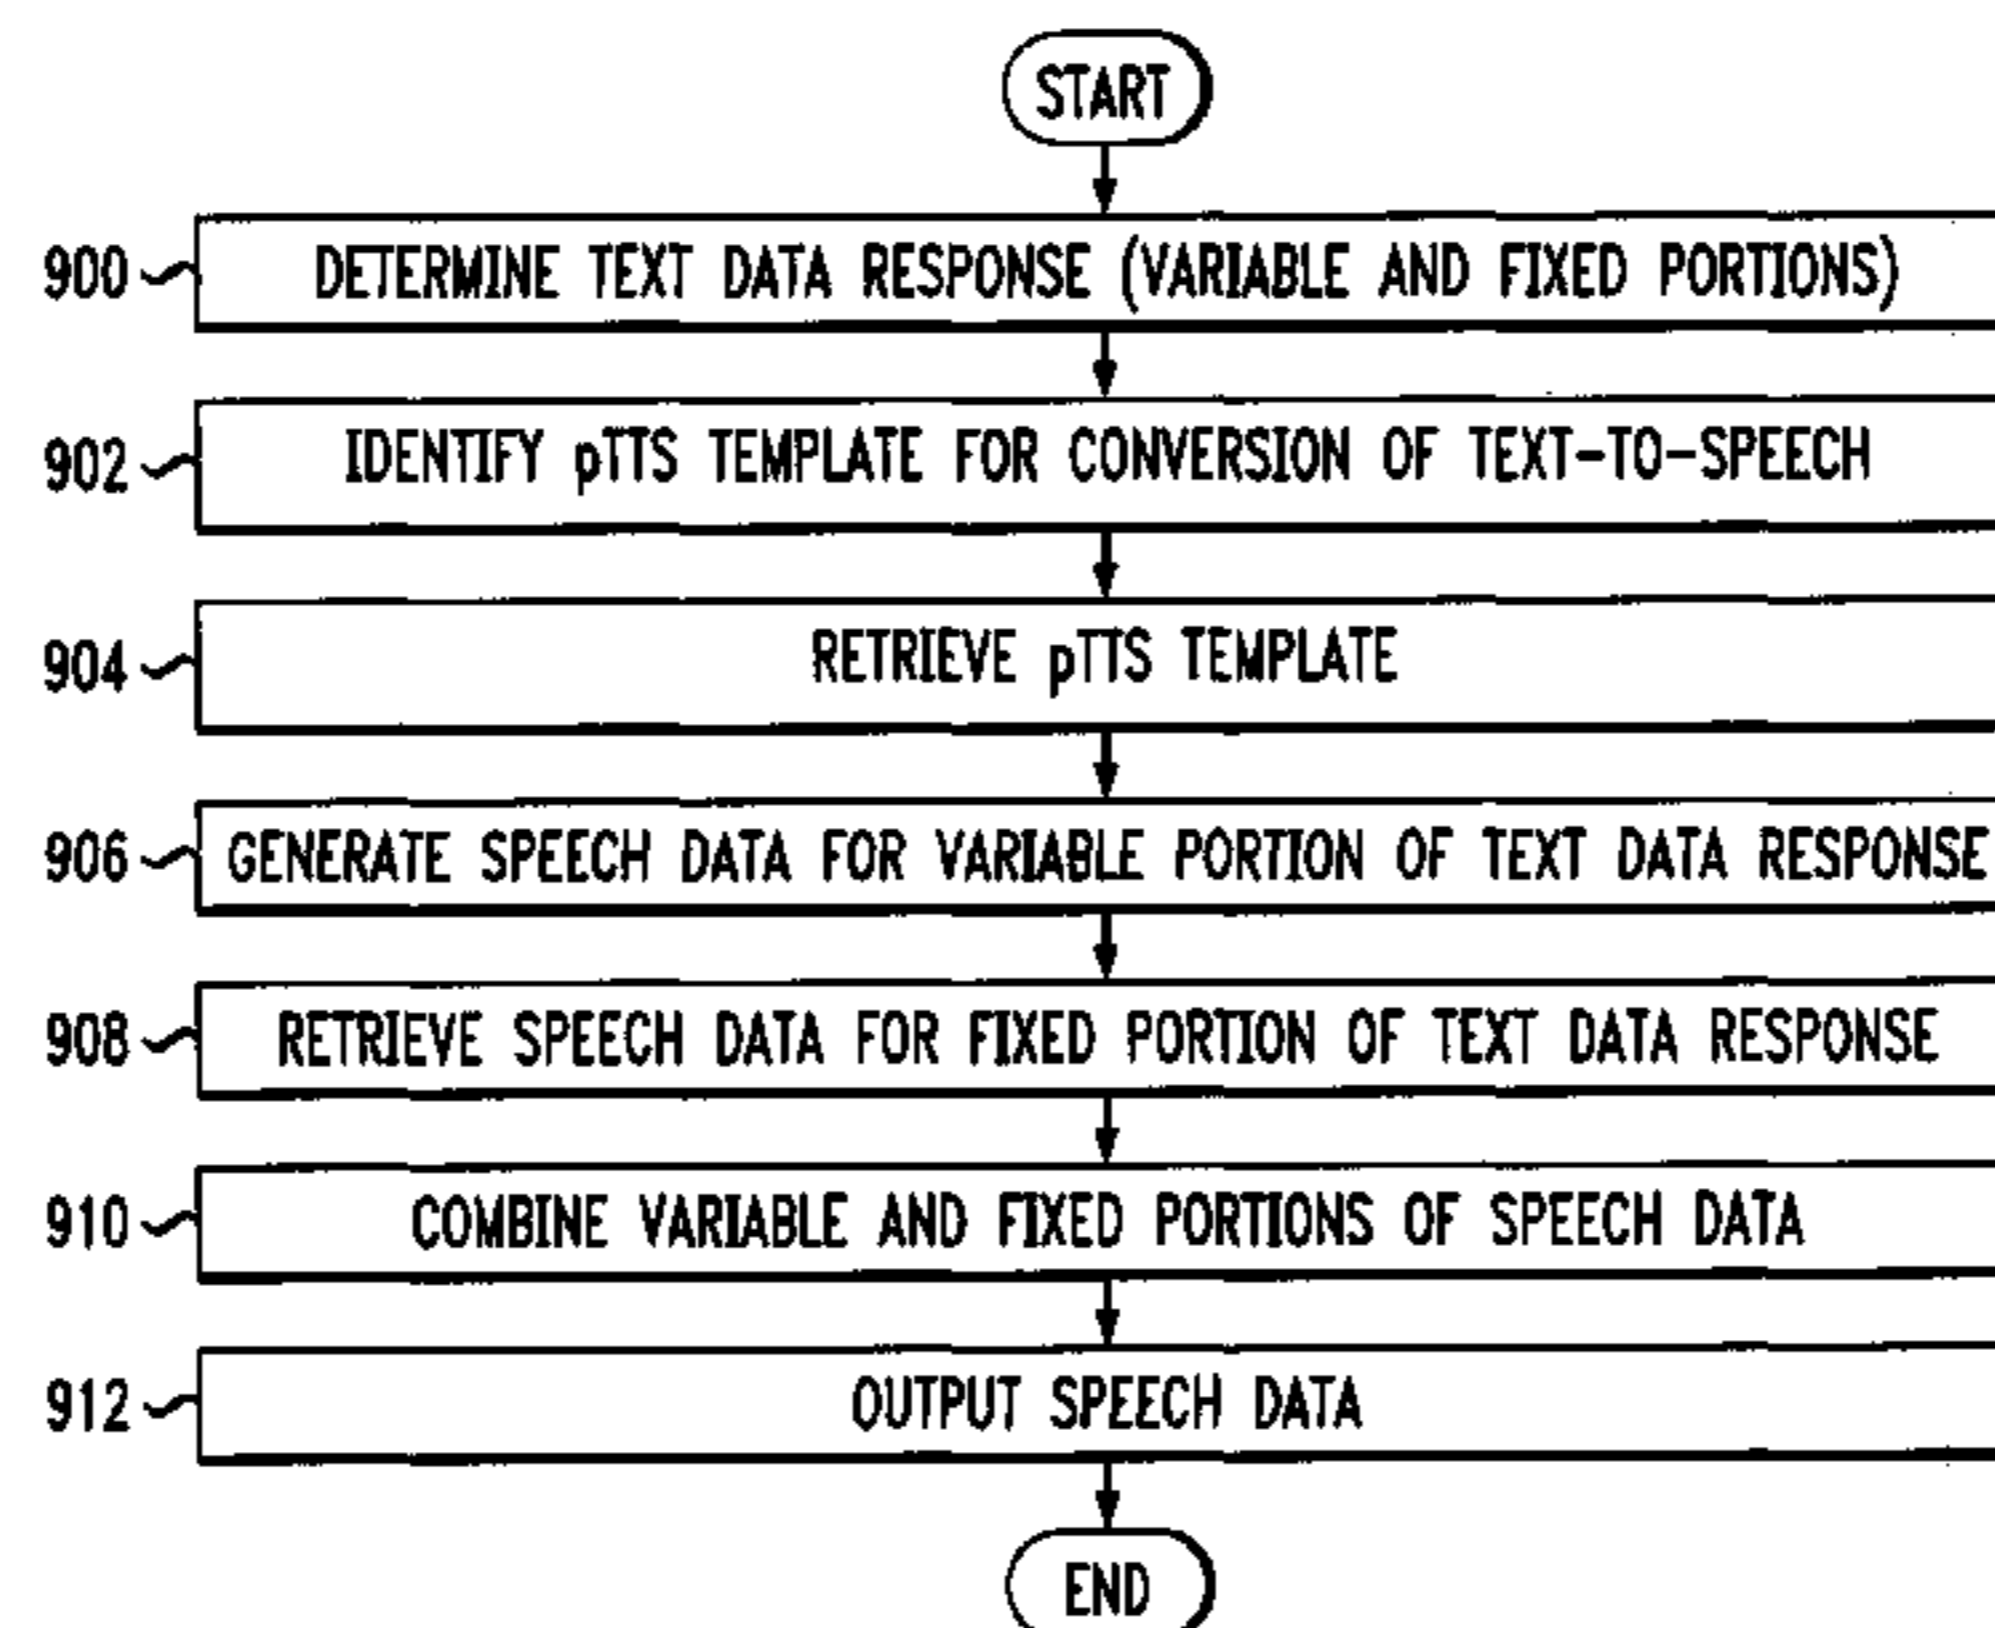 START
900 DETERMINE TEXT DATA RESPONSE (VARIABLE AND FIXED PORTIONS)
902 IDENTIFY pTTS TEMPLATE FOR CONVERSION OF TEXT-TO-SPEECH
904 RETRIEVE pTTS TEMPLATE
906 GENERATE SPEECH DATA FOR VARIABLE PORTION OF TEXT DATA RESPONSE
908 RETRIEVE SPEECH DATA FOR FIXED PORTION OF TEXT DATA RESPONSE
910 COMBINE VARIABLE AND FIXED PORTIONS OF SPEECH DATA
912 OUTPUT SPEECH DATA
END